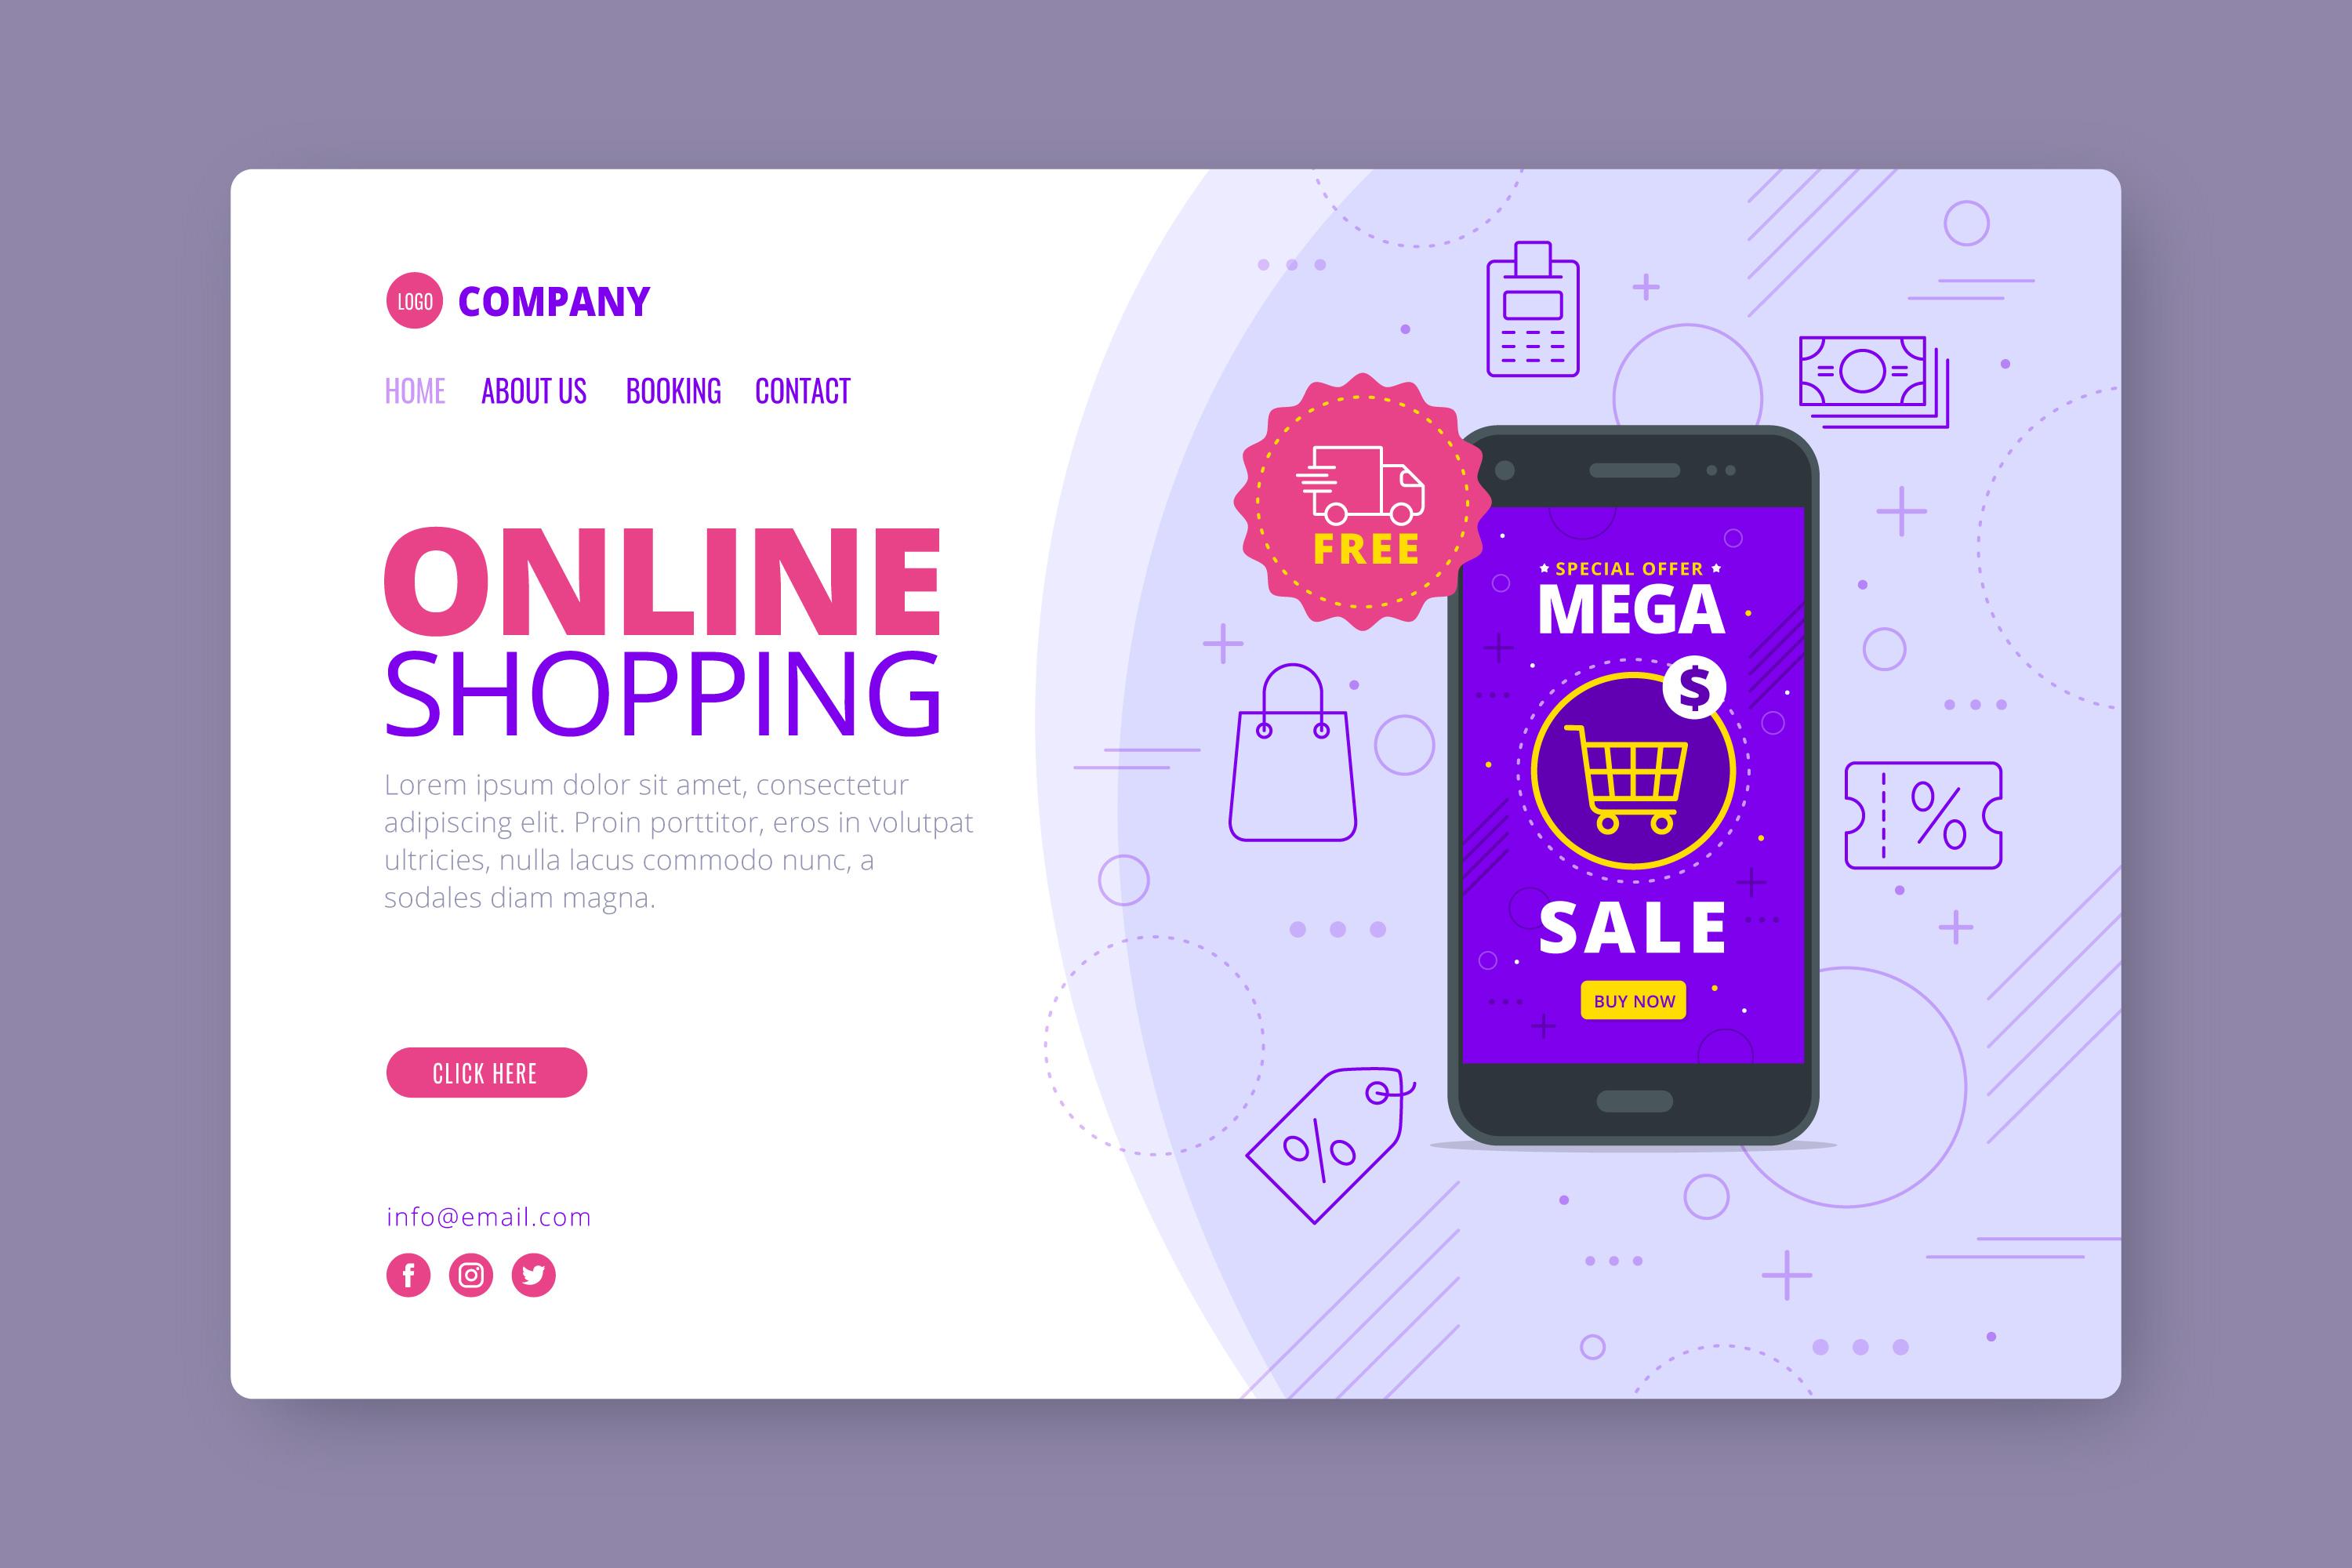 LOGO
COMPANY
HOME ABOUT US BOOKING CONTACT
ONLINE
SHOPPING
Lorem ipsum dolor sit amet, consectetur
adipiscing elit. Proin porttitor, eros in volutpat
ultricies, nulla lacus commodo nunc, a
sodales diam magna.
CLICK HERE
info@email.com
FREE
SPECIAL OFFER
MEGA
$
SALE
BUY NOW
%
%